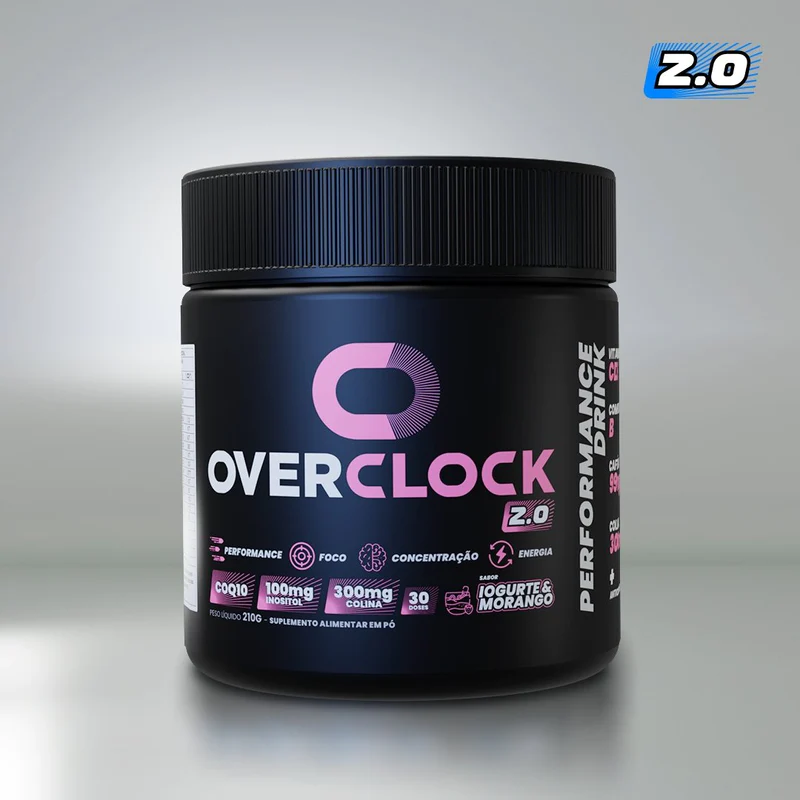 2.0
OVERCLOCK
2.0
PERFORMANCE FOCO CONCENTRAÇÃO ENERGIA
COQ10
100mg
INOSITOL
300mg
COLINA
30
DOSES
SABOR
IOGURTE &
MORANGO
PESO LÍQUIDO 210G - SUPLEMENTO ALIMENTAR EM PÓ
PERFORMANCE
DRINK
B